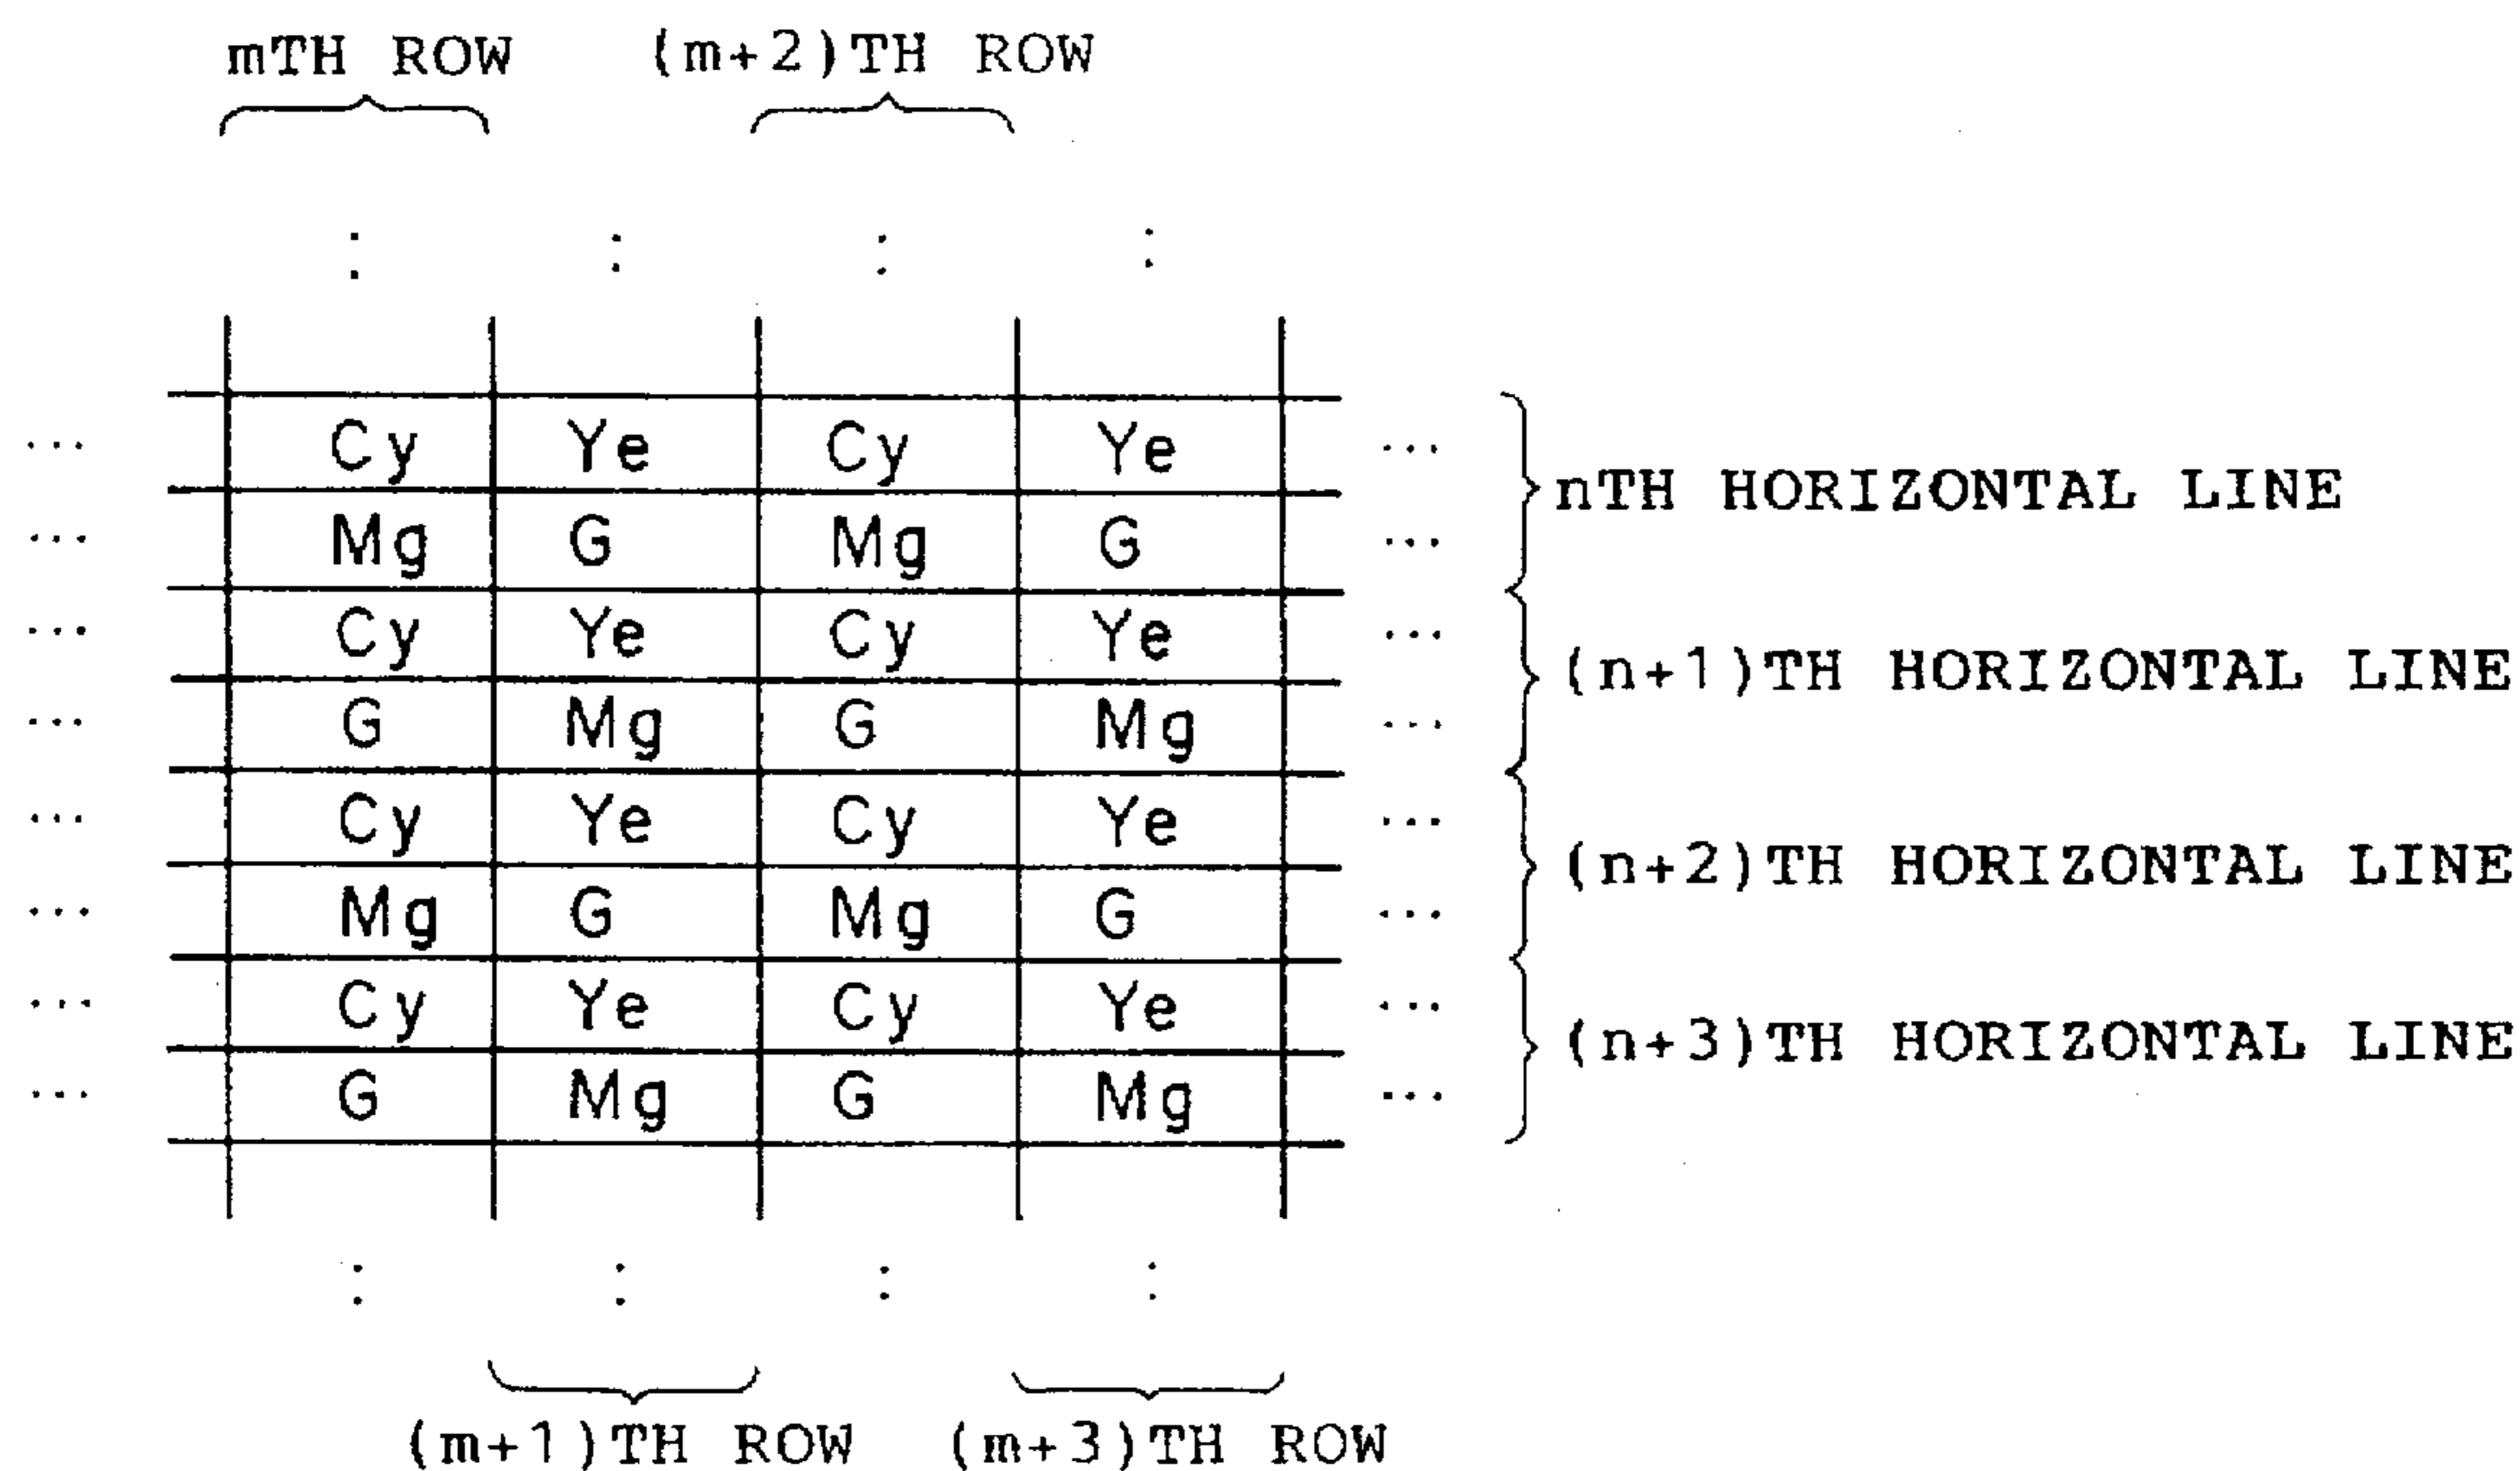 mTH ROW (m+2)TH ROW
: : : :
... Cy Ye Cy Ye ...
nTH HORIZONTAL LINE
... Mg G Mg G ...
... Cy Ye Cy Ye ...
(n+1)TH HORIZONTAL LINE
... G Mg G Mg ...
... Cy Ye Cy Ye ...
(n+2)TH HORIZONTAL LINE
... Mg G Mg G ...
... Cy Ye Cy Ye ...
(n+3)TH HORIZONTAL LINE
... G Mg G Mg ...
: : : :
(m+1)TH ROW (m+3)TH ROW